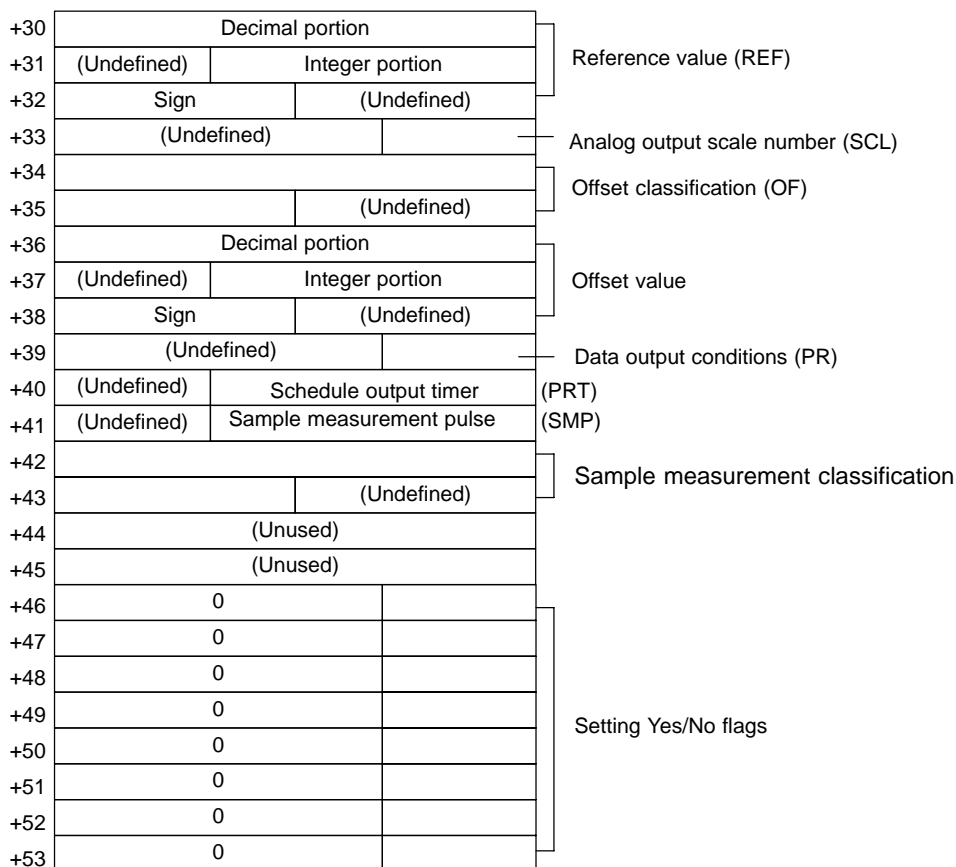 +30 Decimal portion
+31 (Undefined) Integer portion Reference value (REF)
+32 Sign (Undefined)
+33 (Undefined) Analog output scale number (SCL)
+34
Offset classification (OF)
+35 (Undefined)
+36 Decimal portion
+37 (Undefined) Integer portion Offset value
+38 Sign (Undefined)
+39 (Undefined) Data output conditions (PR)
+40 (Undefined) Schedule output timer (PRT)
+41 (Undefined) Sample measurement pulse (SMP)
+42
Sample measurement classification
+43 (Undefined)
+44 (Unused)
+45 (Unused)
+46 0
+47 0
+48 0
+49 0
Setting Yes/No flags
+50 0
+51 0
+52 0
+53 0